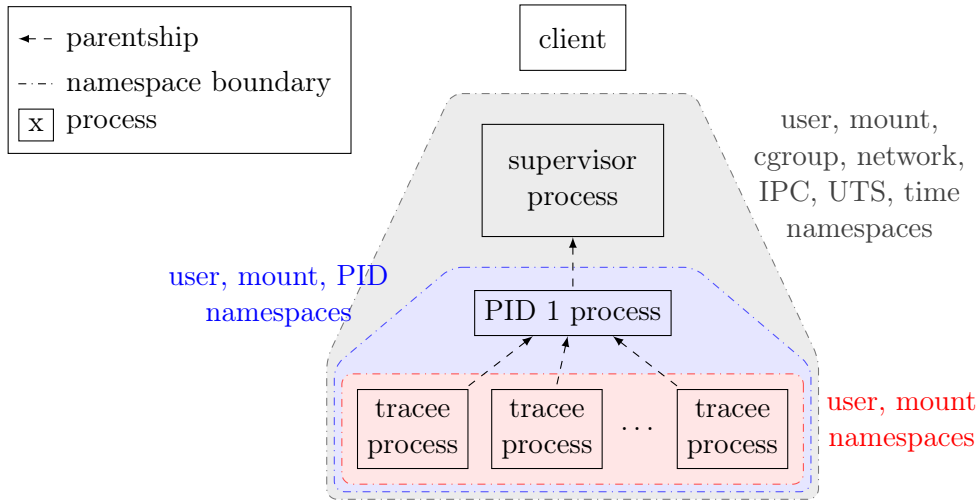 parentship
namespace boundary
x process
client
supervisor
process
user, mount,
cgroup, network,
IPC, UTS, time
namespaces
user, mount, PID
namespaces
PID 1 process
tracee
process
tracee
process
...
tracee
process
user, mount
namespaces